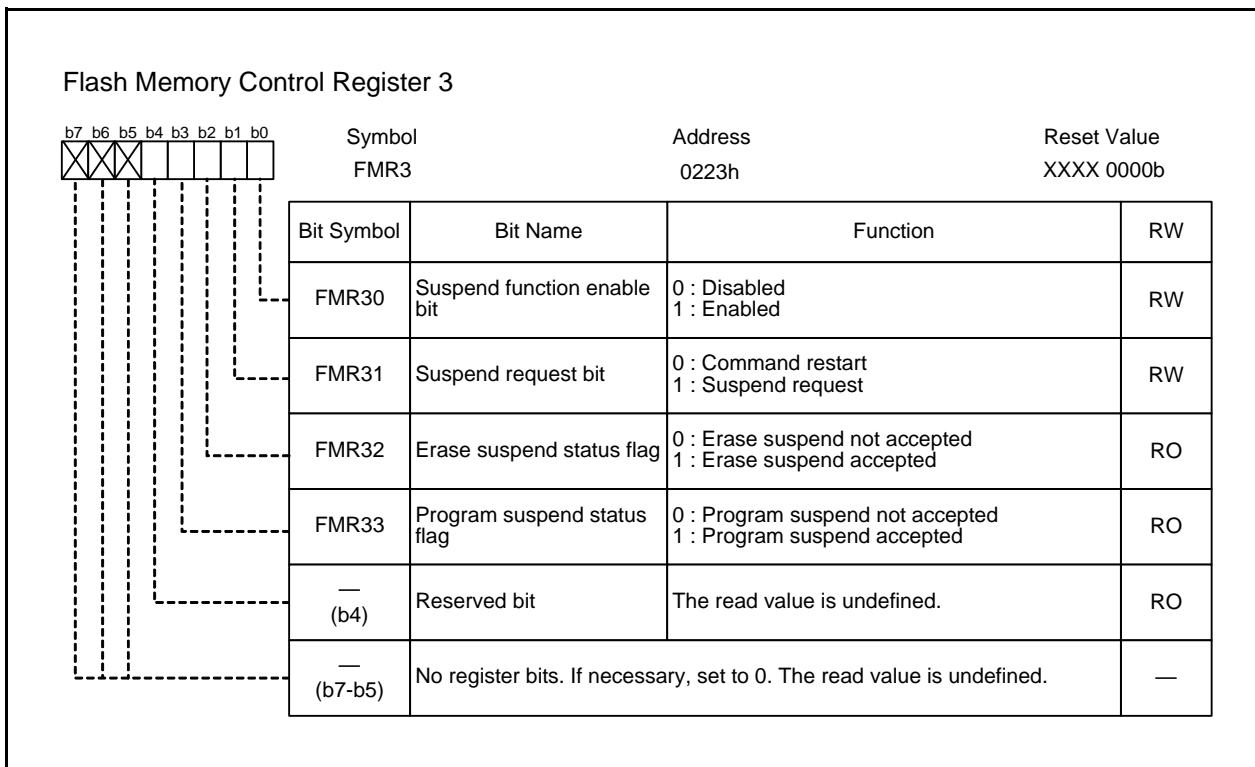 Flash Memory Control Register 3
b7 b6 b5 b4 b3 b2 b1 b0
Symbol Address Reset Value
FMR3 0223h XXXX 0000b
Bit Symbol Bit Name Function RW
FMR30 Suspend function enable bit 0 : Disabled RW
1 : Enabled
FMR31 Suspend request bit 0 : Command restart RW
1 : Suspend request
FMR32 Erase suspend status flag 0 : Erase suspend not accepted RO
1 : Erase suspend accepted
FMR33 Program suspend status flag 0 : Program suspend not accepted RO
1 : Program suspend accepted
— (b4) Reserved bit The read value is undefined. RO
— (b7-b5) No register bits. If necessary, set to 0. The read value is undefined. —